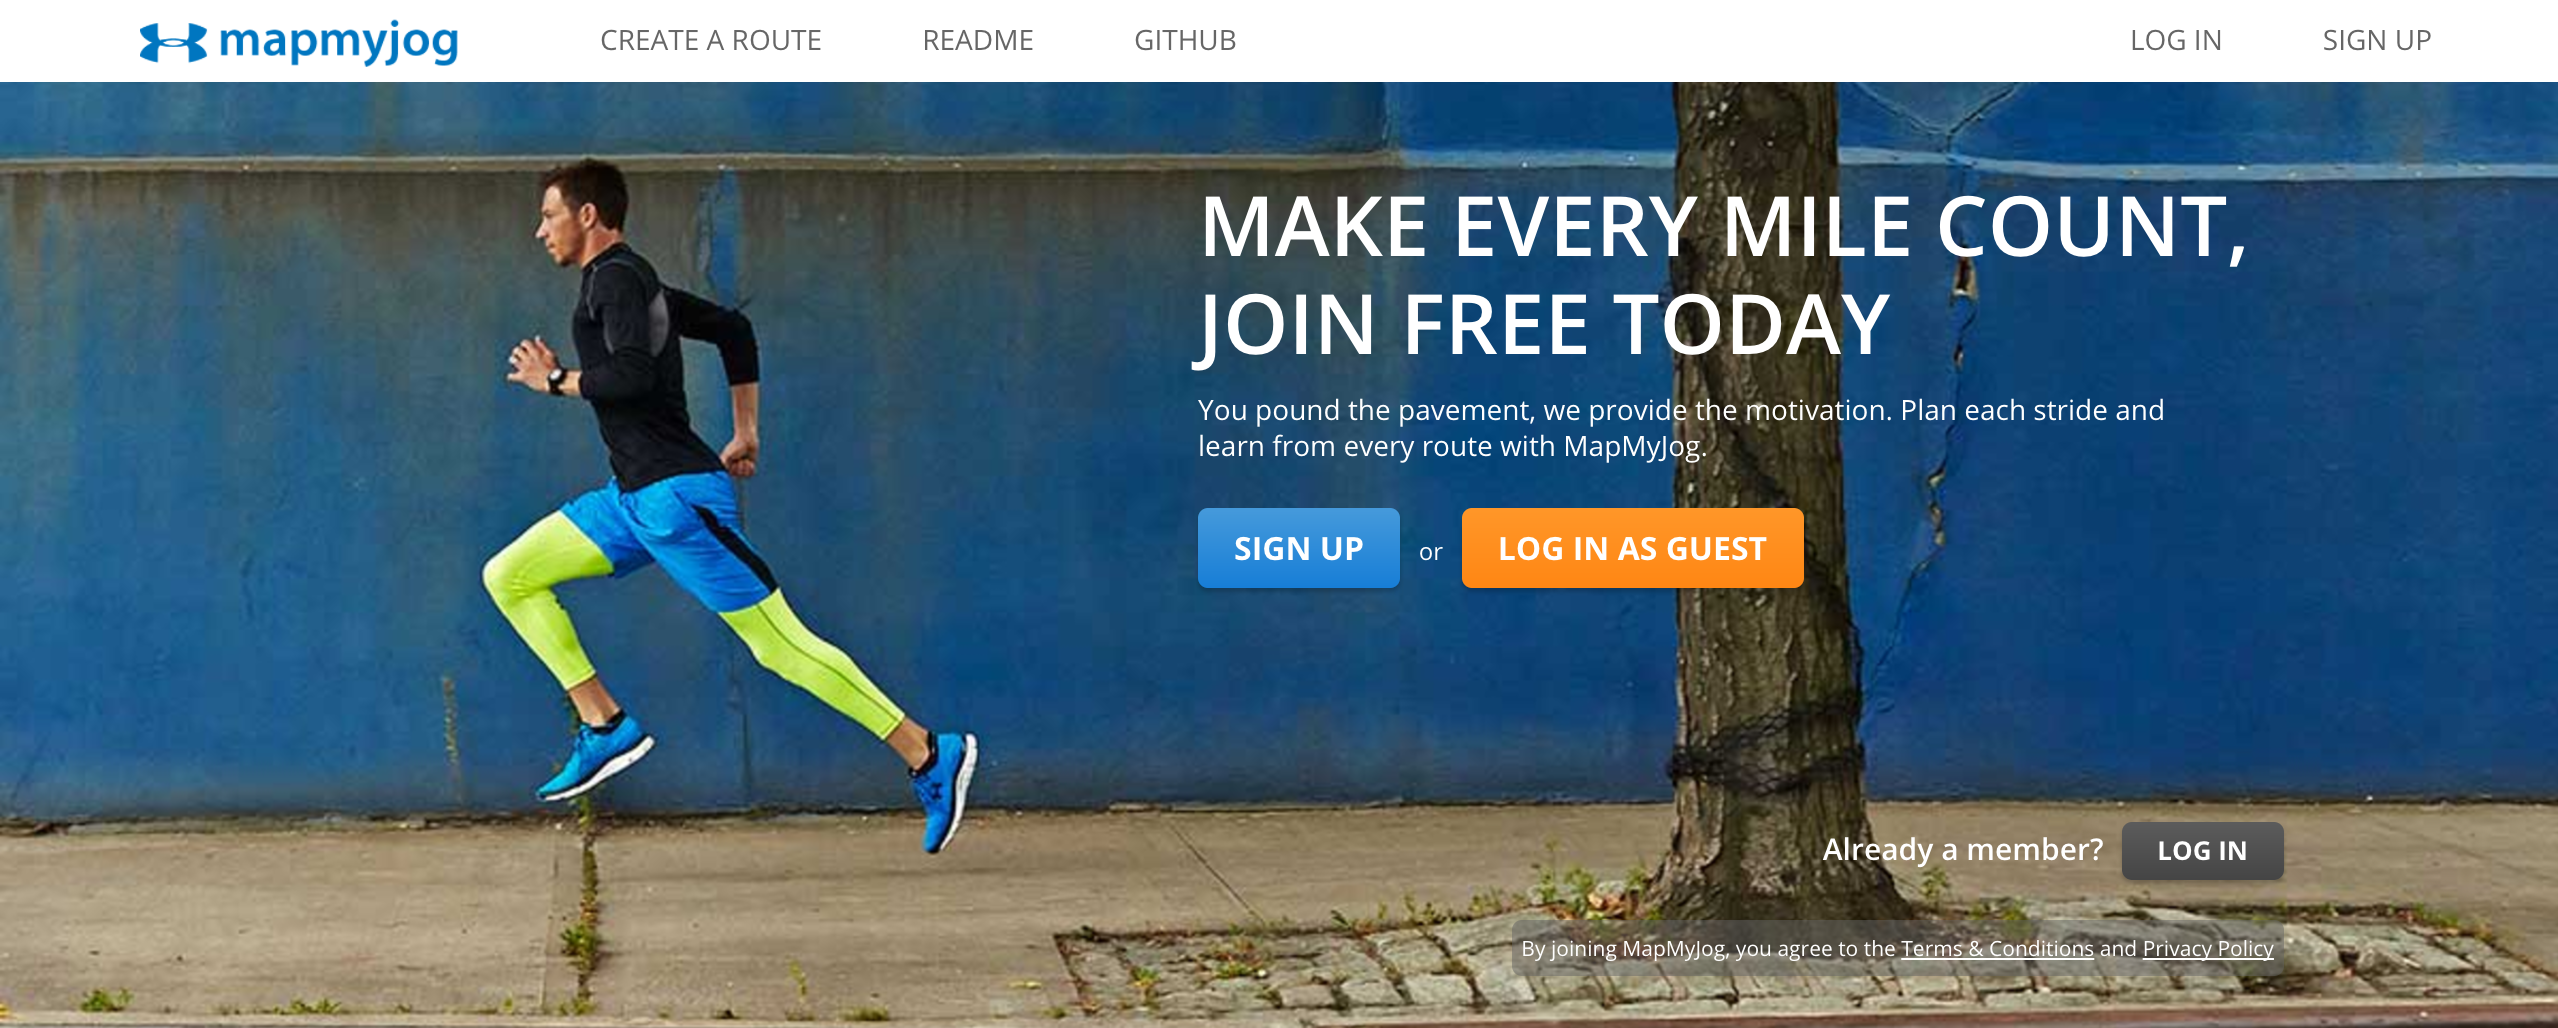 mapmyjog
CREATE A ROUTE
README
GITHUB
LOG IN
SIGN UP
MAKE EVERY MILE COUNT,
JOIN FREE TODAY
You pound the pavement, we provide the motivation. Plan each stride and
learn from every route with MapMyJog.
SIGN UP or LOG IN AS GUEST
Already a member? LOG IN
By joining MapMyJog, you agree to the Terms & Conditions and Privacy Policy